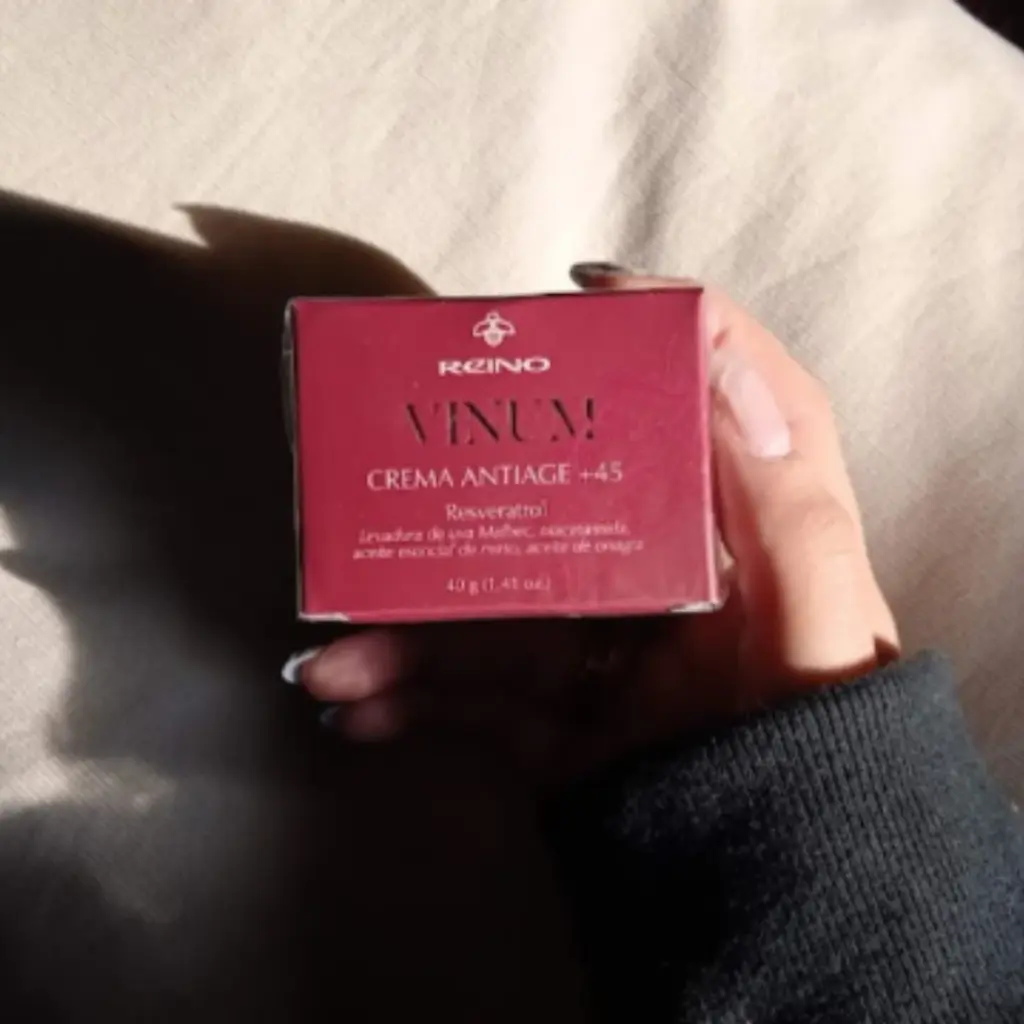 REINO
VINUM
CREMA ANTIAGE +45
Resveratrol
Levadura de uva Malbec, niacinamida,
aceite esencial de palo, aceite de onagra
40 g (1.41 oz.)